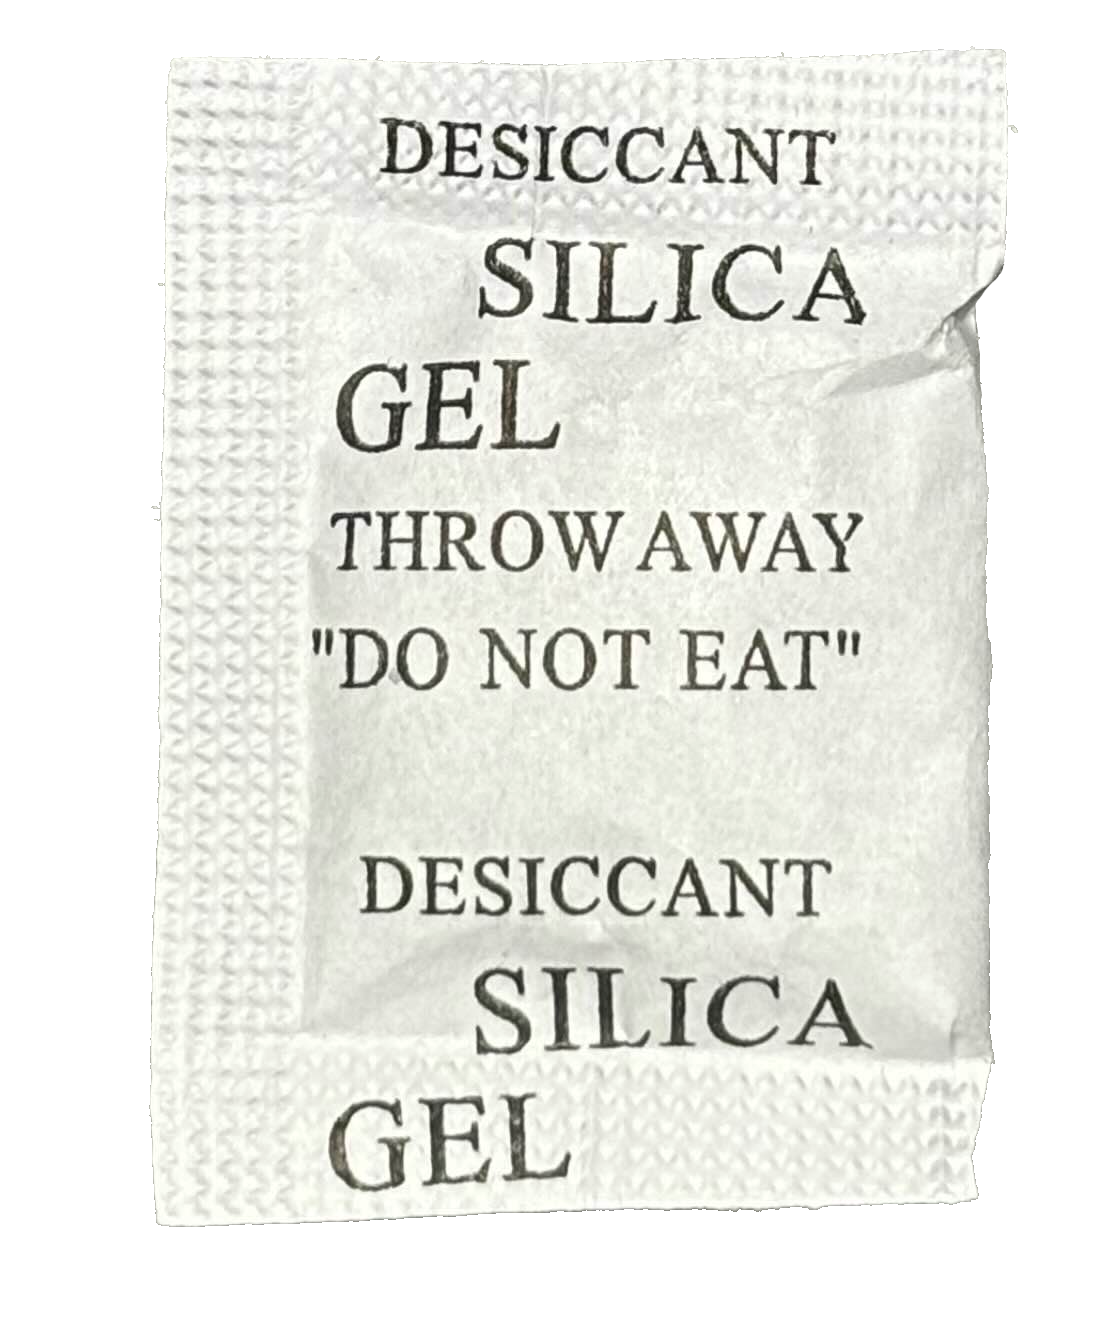 DESICCANT
SILICA
GEL
THROW AWAY
"DO NOT EAT"
DESICCANT
SILICA
GEL